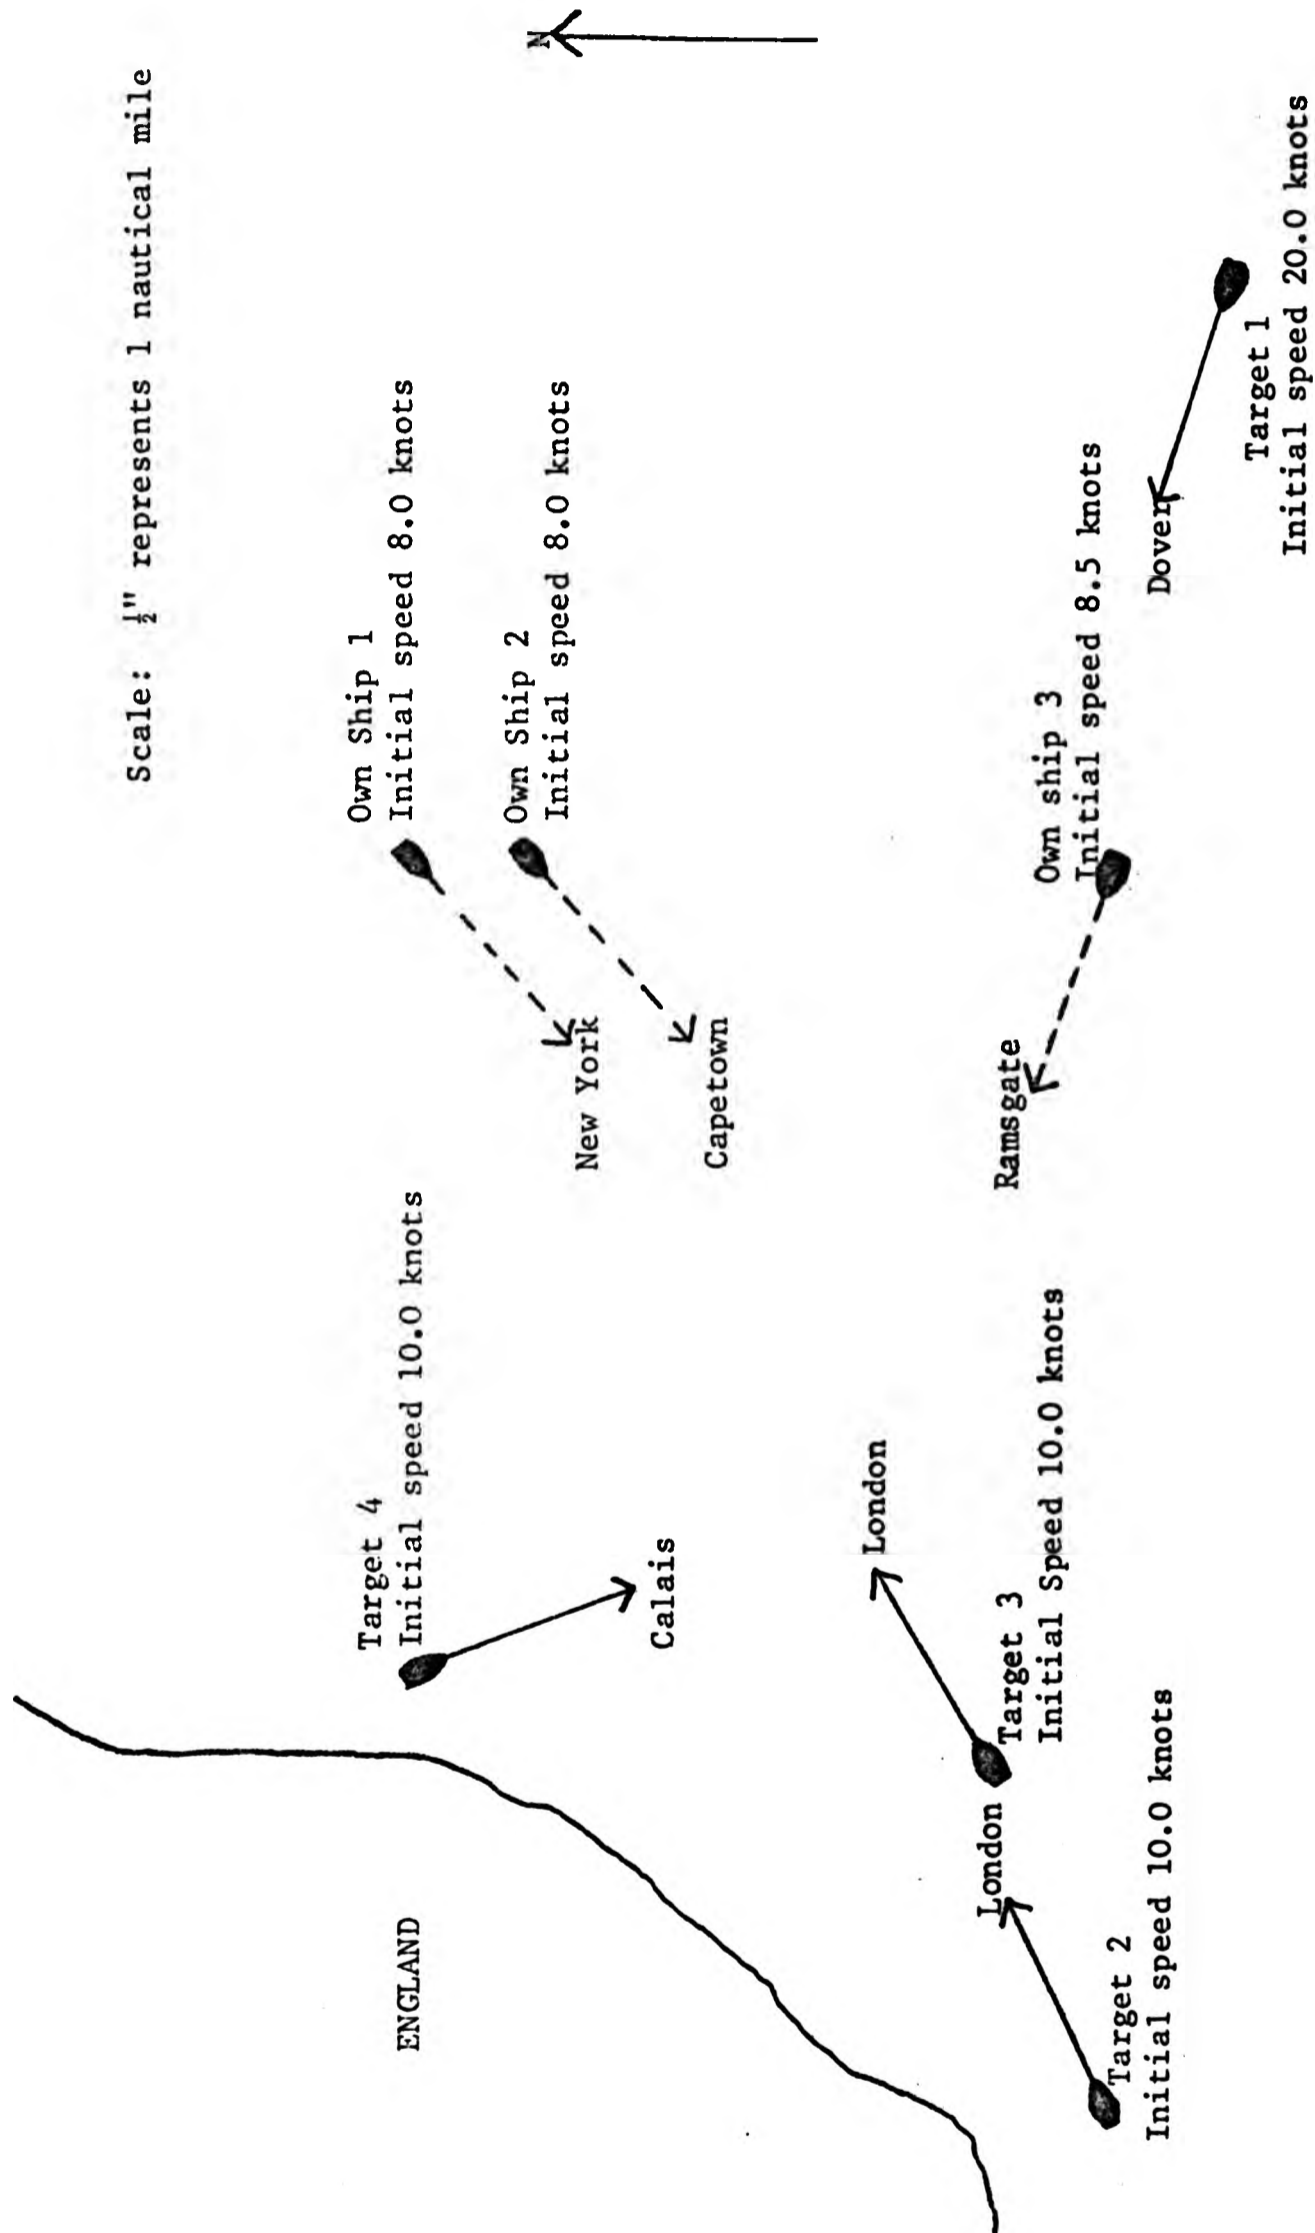 Scale: ½" represents 1 nautical mile
N
Own Ship 1
Initial speed 8.0 knots
New York
Own Ship 2
Initial speed 8.0 knots
Capetown
Target 4
Initial speed 10.0 knots
Calais
ENGLAND
Own ship 3
Initial speed 8.5 knots
Ramsgate
Dover
Target 1
Initial speed 20.0 knots
London
Target 3
Initial Speed 10.0 knots
London
Target 2
Initial speed 10.0 knots